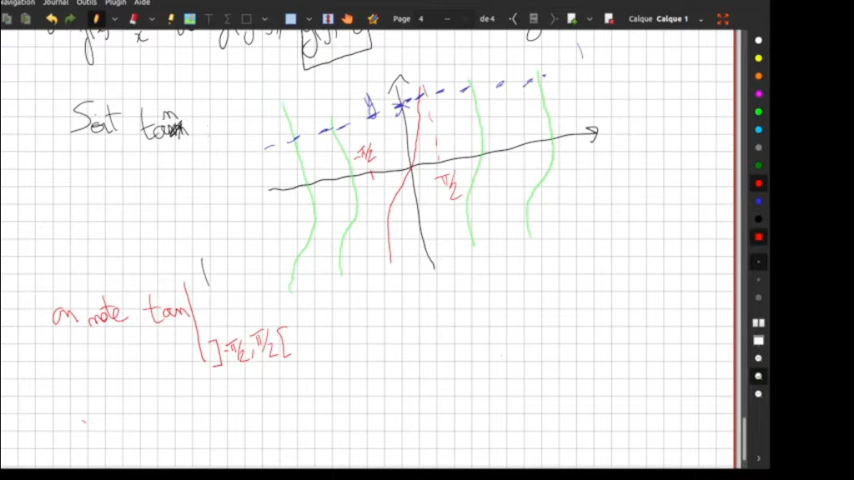 Navigation Journal Outils Plugin Aide
Page 4 de 4 Calque Calque 1
Soit tan
y
-π/2
π/2
on note tan|
]-π/2, π/2[